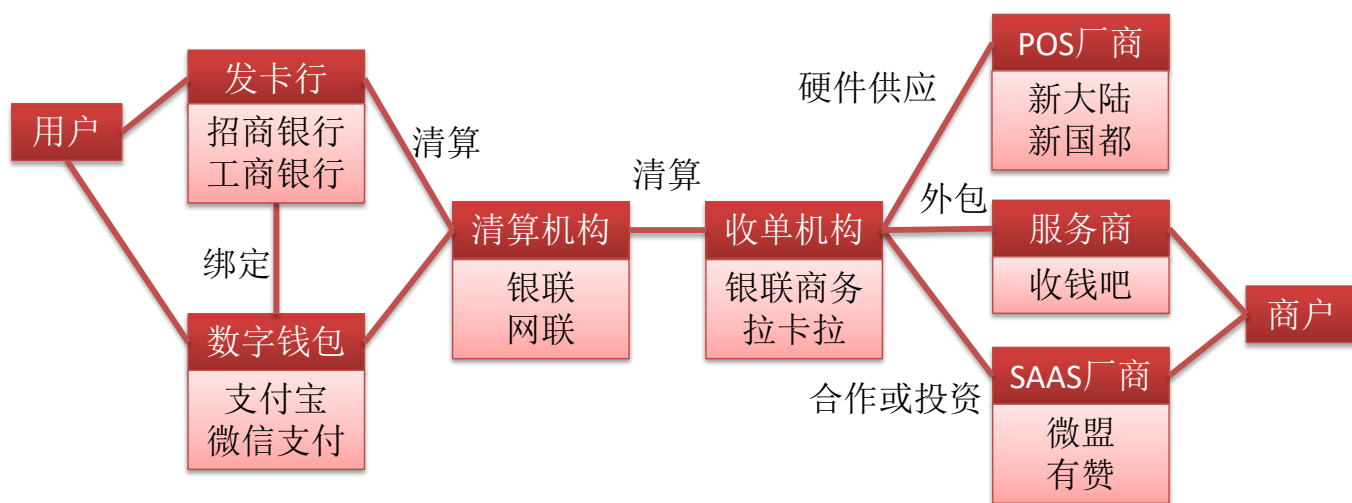 用户
发卡行
招商银行
工商银行
绑定
数字钱包
支付宝
微信支付
清算
清算机构
银联
网联
清算
收单机构
银联商务
拉卡拉
硬件供应
外包
合作或投资
POS厂商
新大陆
新国都
服务商
收钱吧
SAAS厂商
微盟
有赞
商户